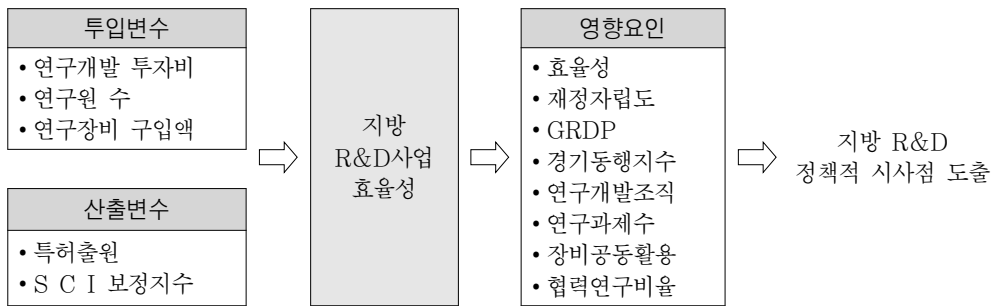 투입변수
• 연구개발 투자비
• 연구원 수
• 연구장비 구입액
산출변수
• 특허출원
• S C I 보정지수
지방
R&D사업
효율성
영향요인
• 효율성
• 재정자립도
• GRDP
• 경기동행지수
• 연구개발조직
• 연구과제수
• 장비공동활용
• 협력연구비율
지방 R&D
정책적 시사점 도출